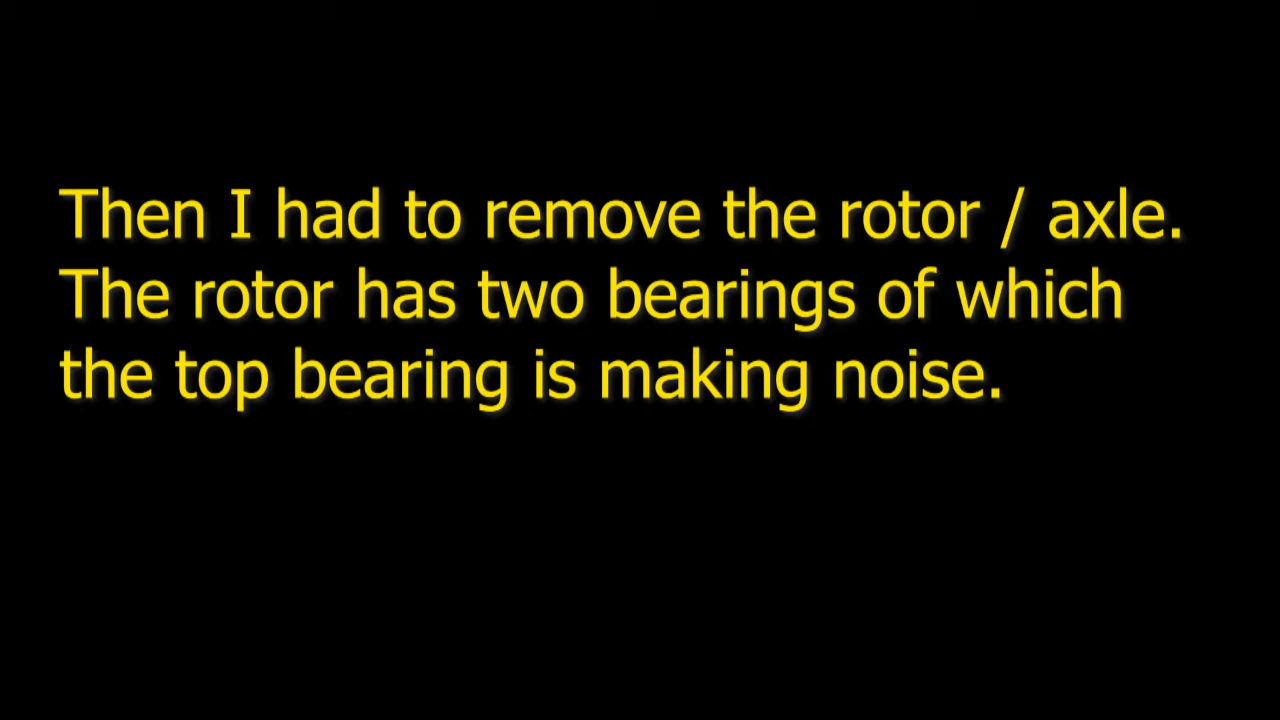 Then I had to remove the rotor / axle.
The rotor has two bearings of which
the top bearing is making noise.